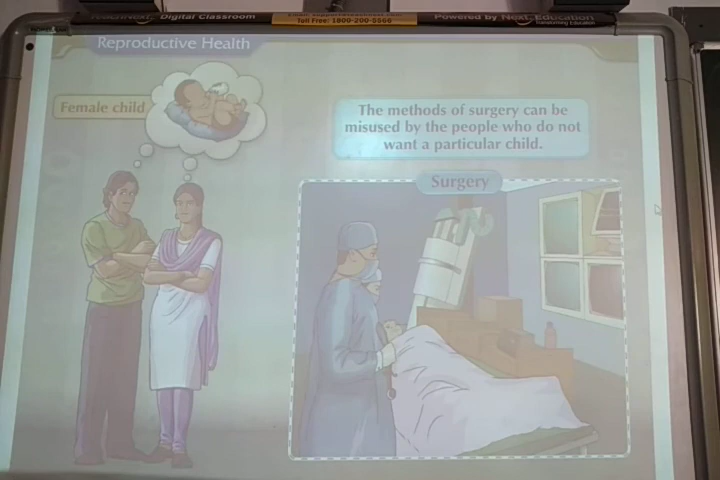 Digital Classroom
Toll Free: 1800-200-5566
Powered by Next Education
Reproductive Health
Female child
The methods of surgery can be
misused by the people who do not
want a particular child.
Surgery